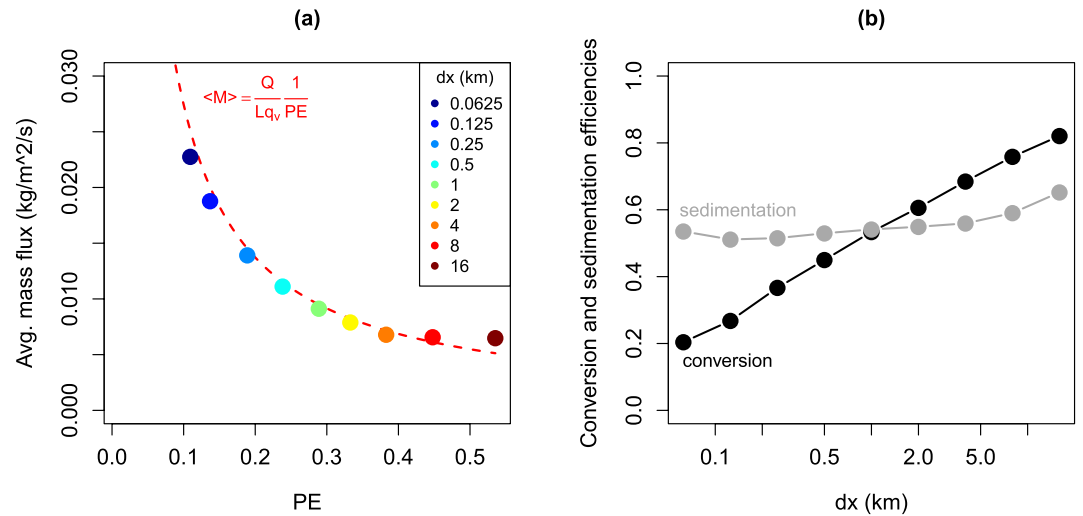 (a)
Avg. mass flux (kg/m^2/s)
0.030
0.020
0.010
0.000
<M> = Q/Lqv 1/PE
dx (km)
0.0625
0.125
0.25
0.5
1
2
4
8
16
0.0 0.1 0.2 0.3 0.4 0.5
PE
(b)
Conversion and sedimentation efficiencies
1.0
0.8
0.6
0.4
0.2
0.0
sedimentation
conversion
0.1 0.5 2.0 5.0
dx (km)